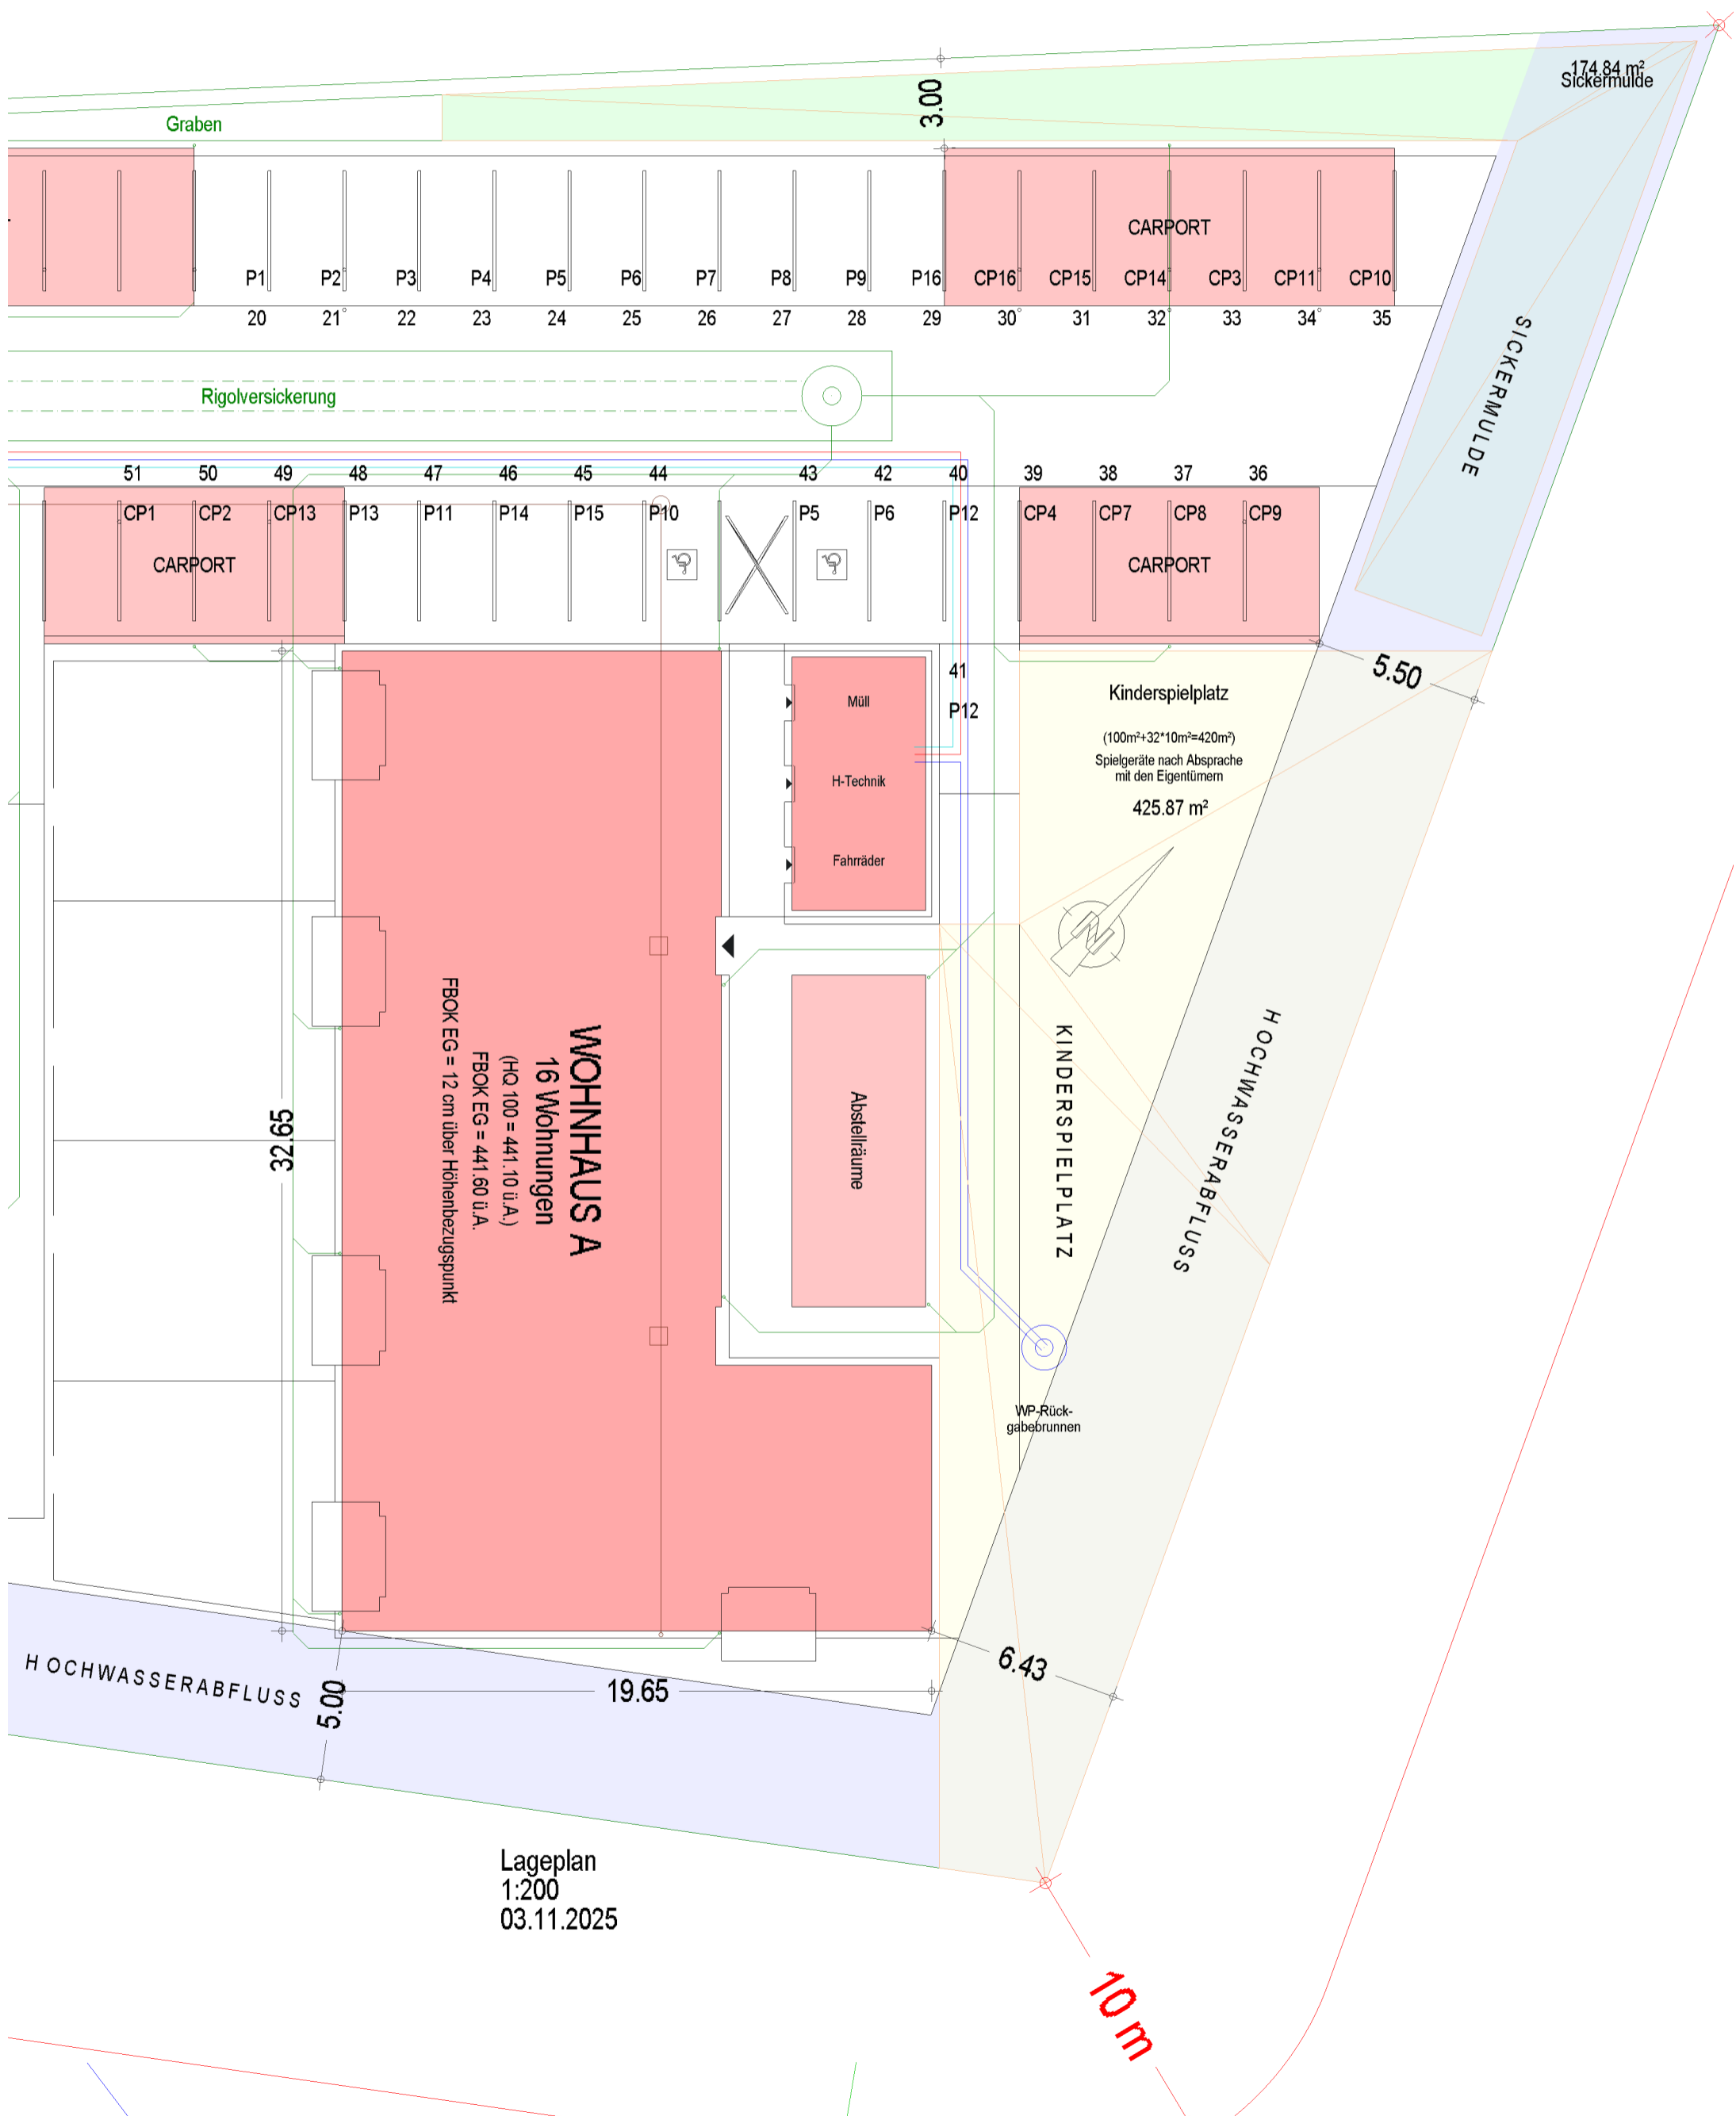 174.84 m²
Sickermulde
3.00
Graben
CARPORT
P1 P2 P3 P4 P5 P6 P7 P8 P9 P16 CP16 CP15 CP14 CP3 CP11 CP10
20 21 22 23 24 25 26 27 28 29 30 31 32 33 34 35
SICKERMULDE
Rigolversickerung
51 50 49 48 47 46 45 44 43 42 40 39 38 37 36
CP1 CP2 CP13 P13 P11 P14 P15 P10 P5 P6 P12 CP4 CP7 CP8 CP9
CARPORT
CARPORT
5.50
41
P12
Müll
H-Technik
Fahrräder
Kinderspielplatz
(100m²+32*10m²=420m²)
Spielgeräte nach Absprache
mit den Eigentümern
425.87 m²
N
WOHNHAUS A
16 Wohnungen
(HQ 100 = 441.10 ü.A.)
FBOK EG = 441.60 ü.A.
FBOK EG = 12 cm über Höhenbezugspunkt
Abstellräume
KINDERSPIELPLATZ
HOCHWASSERABFLUSS
32.65
WP-Rück-
gabebrunnen
HOCHWASSERABFLUSS
5.00
19.65
6.43
Lageplan
1:200
03.11.2025
10 m